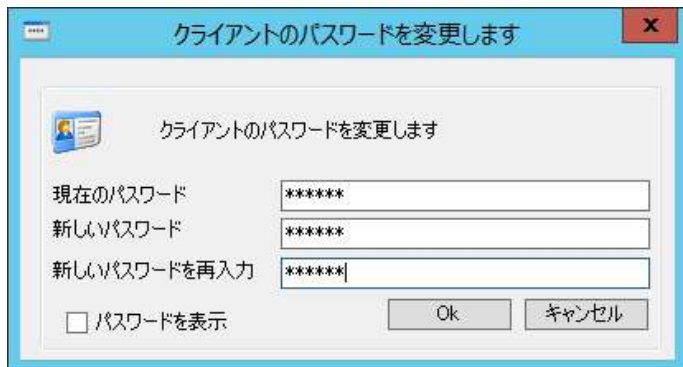 クライアントのパスワードを変更します
x
クライアントのパスワードを変更します
現在のパスワード ******
新しいパスワード ******
新しいパスワードを再入力 ******
パスワードを表示 Ok キャンセル